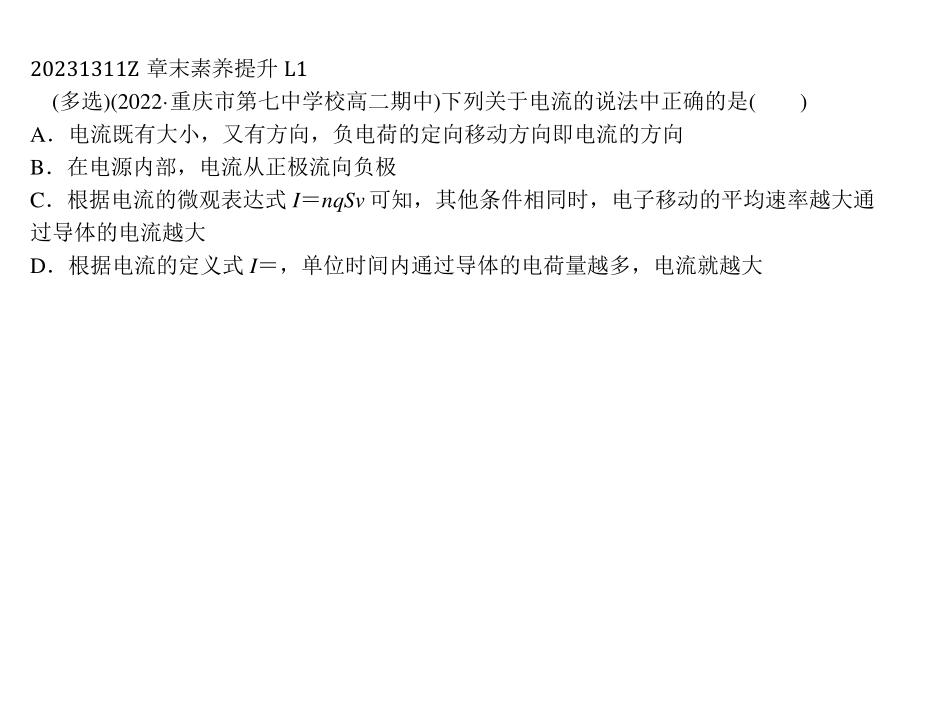 20231311Z 章末素养提升 L1
(多选)(2022·重庆市第七中学校高二期中)下列关于电流的说法中正确的是(　　)
A．电流既有大小，又有方向，负电荷的定向移动方向即电流的方向
B．在电源内部，电流从正极流向负极
C．根据电流的微观表达式 I＝nqSv 可知，其他条件相同时，电子移动的平均速率越大通
过导体的电流越大
D．根据电流的定义式 I＝，单位时间内通过导体的电荷量越多，电流就越大